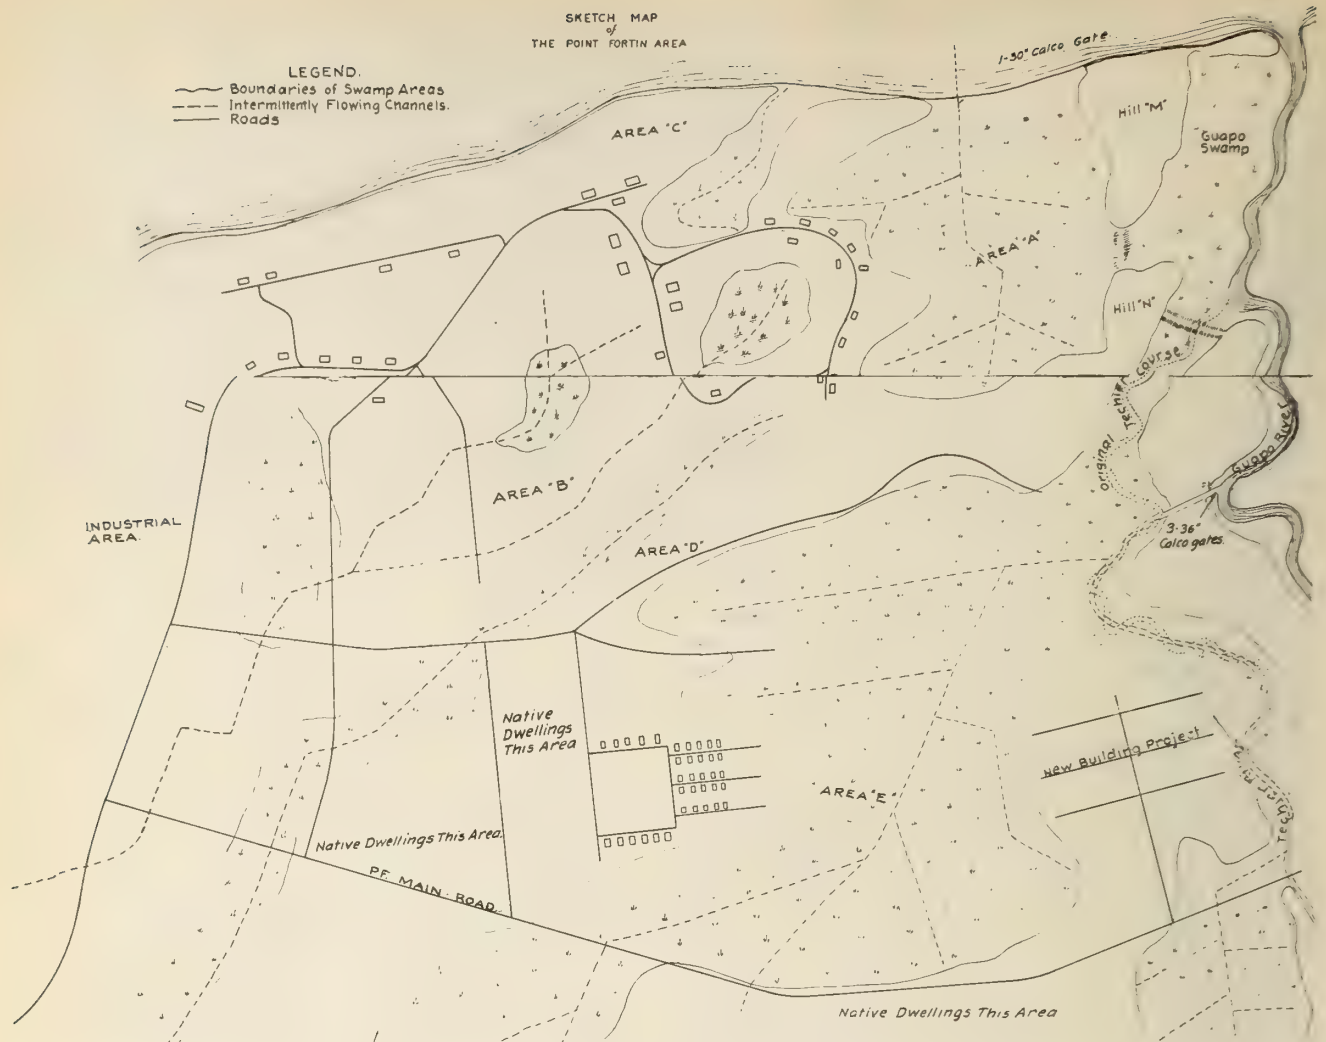 SKETCH MAP
of
THE POINT FORTIN AREA
LEGEND.
Boundaries of Swamp Areas
Intermittently Flowing Channels.
Roads
1-30" Calco Gate
AREA "C"
Hill "M"
Guapo
Swamp
AREA "A"
Hill "N"
Original Techier Course
Guapo River
3-36"
Calco gates.
AREA "B"
INDUSTRIAL
AREA.
AREA "D"
Native
Dwellings
This Area
New Building Project
AREA "E"
Native Dwellings This Area.
P.F. MAIN ROAD.
Native Dwellings This Area